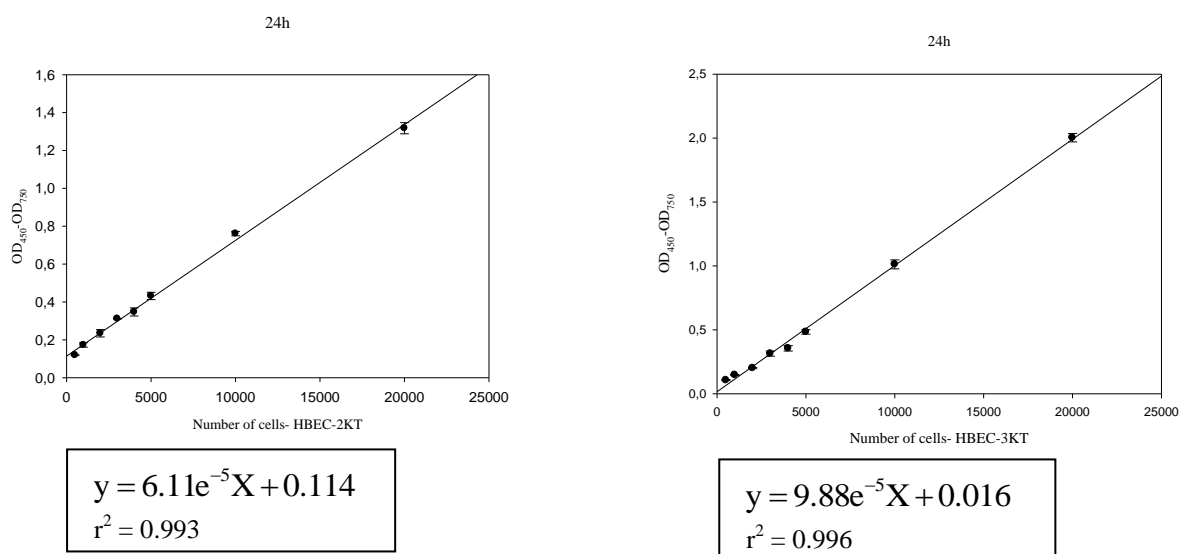 24h
1,6
1,4
1,2
1,0
0,8
0,6
0,4
0,2
0,0
OD₄₅₀-OD₇₅₀
0 5000 10000 15000 20000 25000
Number of cells- HBEC-2KT
y = 6.11e⁻⁵X + 0.114
r² = 0.993
24h
2,5
2,0
1,5
1,0
0,5
0,0
OD₄₅₀-OD₇₅₀
0 5000 10000 15000 20000 25000
Number of cells- HBEC-3KT
y = 9.88e⁻⁵X + 0.016
r² = 0.996